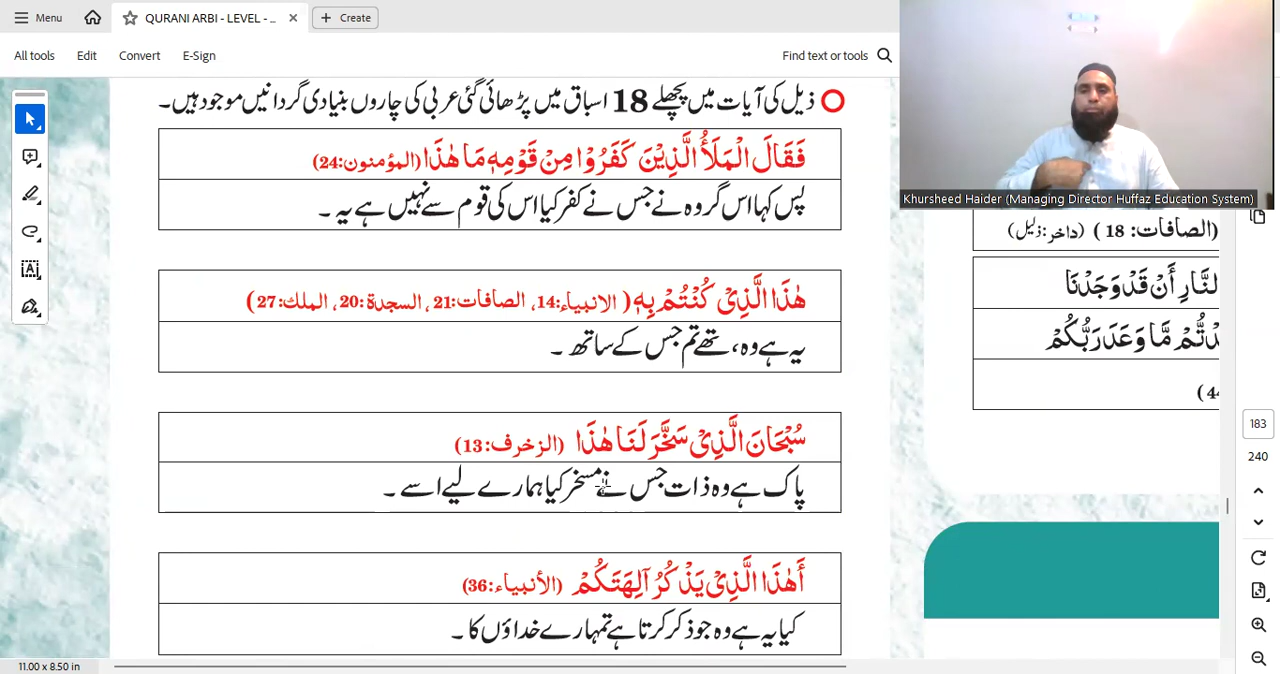 Menu
QURANI ARBI - LEVEL - ...
Create
All tools
Edit
Convert
E-Sign
Find text or tools
ذیل کی آیات میں پچھلے 18 اسباق میں پڑھائی گئی عربی کی چاروں بنیادی گردانیں موجود ہیں۔
فَقَالَ الْمَلَأُ الَّذِيْنَ كَفَرُوْا مِنْ قَوْمِهٖ مَا هٰذَا (المؤمنون:24)
پس کہا اس گروہ نے جس نے کفر کیا اس کی قوم سے نہیں ہے یہ ۔
هٰذَا الَّذِيْ كُنْتُمْ بِهٖ (الانبیاء:14، الصافات:21، السجدة:20، الملك:27)
یہ ہے وہ، تھے تم جس کے ساتھ ۔
سُبْحَانَ الَّذِيْ سَخَّرَ لَنَا هٰذَا (الزخرف:13)
پاک ہے وہ ذات جس نے مسخر کیا ہمارے لیے اسے ۔
أَهٰذَا الَّذِيْ يَذْكُرُ آلِهَتَكُمْ (الأنبیاء:36)
کیا یہ ہے وہ جو ذکر کرتا ہے تمہارے خداؤں کا ۔
Khursheed Haider (Managing Director Huffaz Education System)
(الصافات: 18) (داخر: ذلیل)
النَّارِ أَنْ قَدْ وَجَدْنَا
مَّا وَعَدَ رَبُّكُمْ
183
240
11.00 x 8.50 in